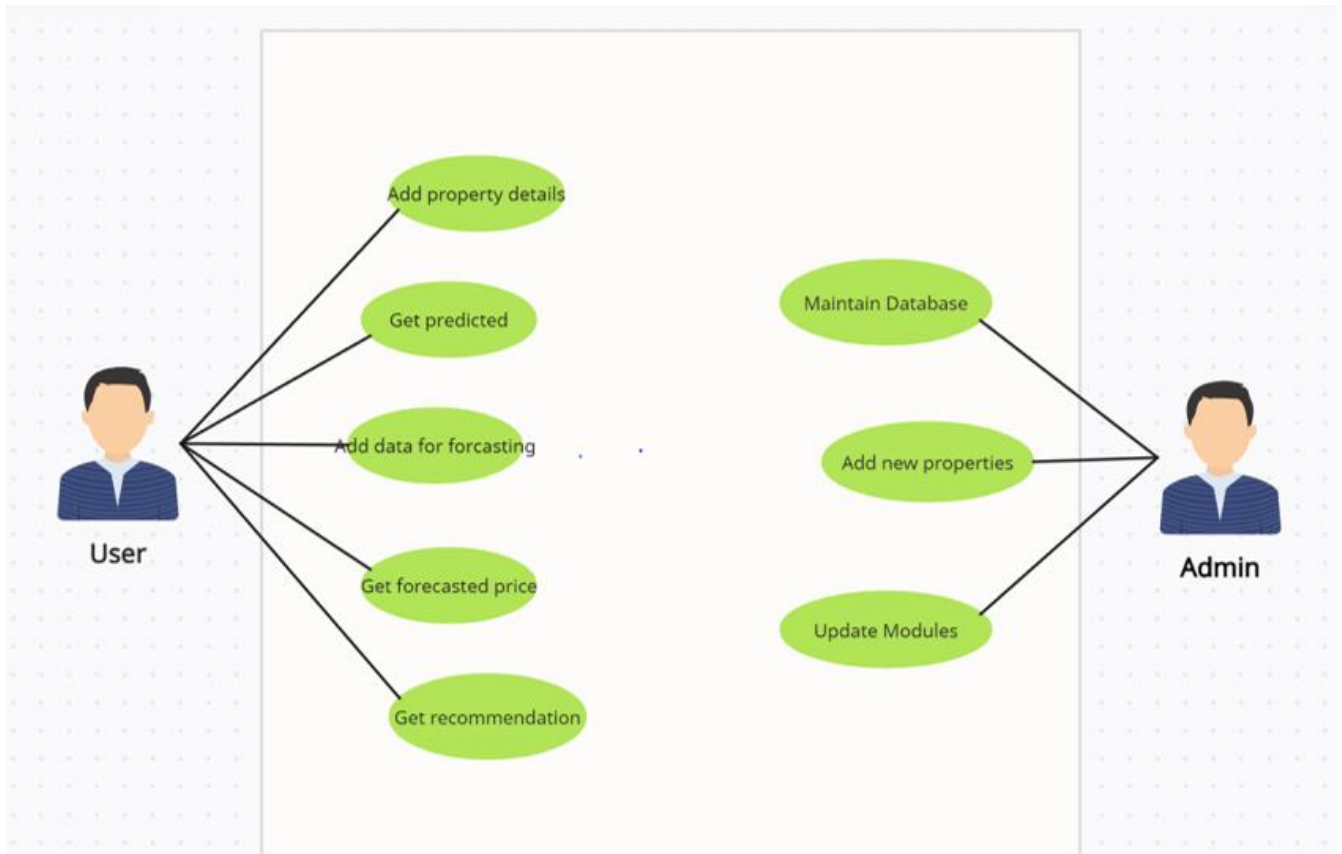 Add property details
Get predicted
Add data for forcasting
Get forecasted price
Get recommendation
User
Maintain Database
Add new properties
Update Modules
Admin